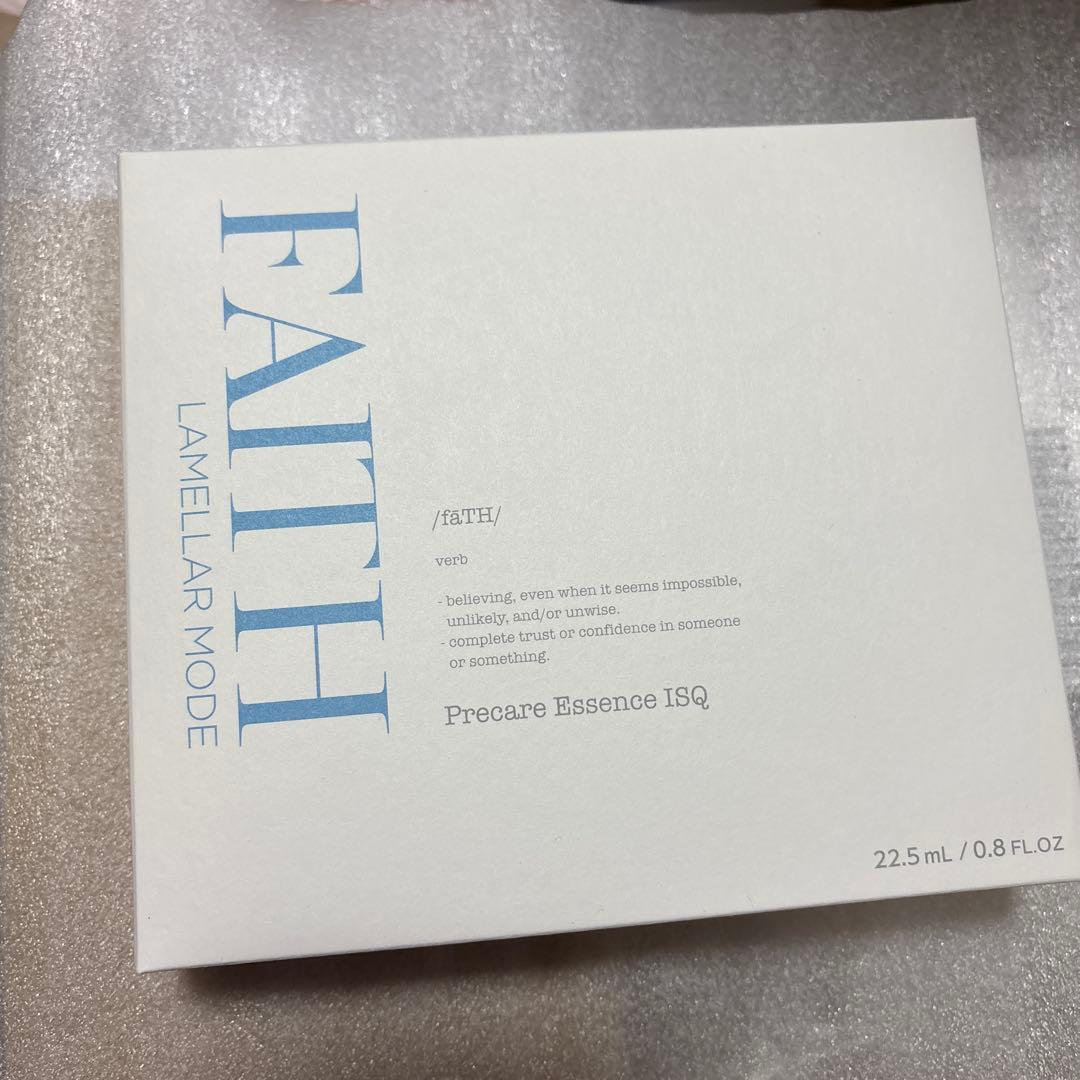 FAITH
LAMELLAR MODE
/fāTH/
verb
- believing, even when it seems impossible,
unlikely, and/or unwise.
- complete trust or confidence in someone
or something.
Precare Essence ISQ
22.5 mL / 0.8 FL.OZ